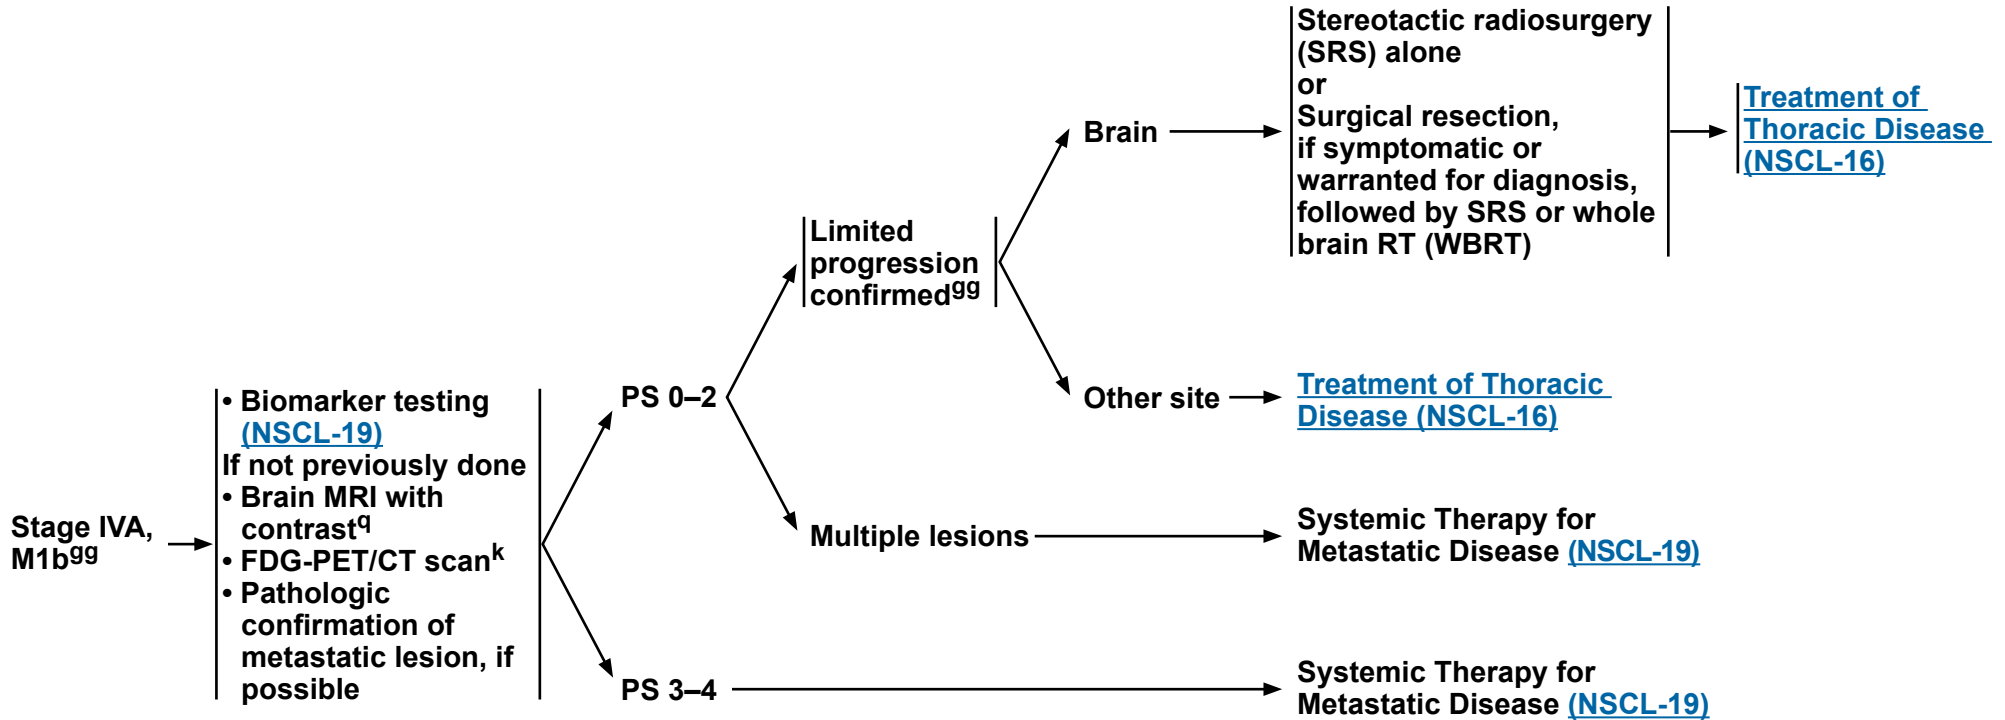 Stage IVA,
M1bgg
• Biomarker testing
(NSCL-19)
If not previously done
• Brain MRI with
contrastq
• FDG-PET/CT scank
• Pathologic
confirmation of
metastatic lesion, if
possible
PS 0–2
PS 3–4
Limited
progression
confirmedgg
Multiple lesions
Brain
Other site
Stereotactic radiosurgery
(SRS) alone
or
Surgical resection,
if symptomatic or
warranted for diagnosis,
followed by SRS or whole
brain RT (WBRT)
Treatment of
Thoracic Disease
(NSCL-16)
Treatment of Thoracic
Disease (NSCL-16)
Systemic Therapy for
Metastatic Disease (NSCL-19)
Systemic Therapy for
Metastatic Disease (NSCL-19)